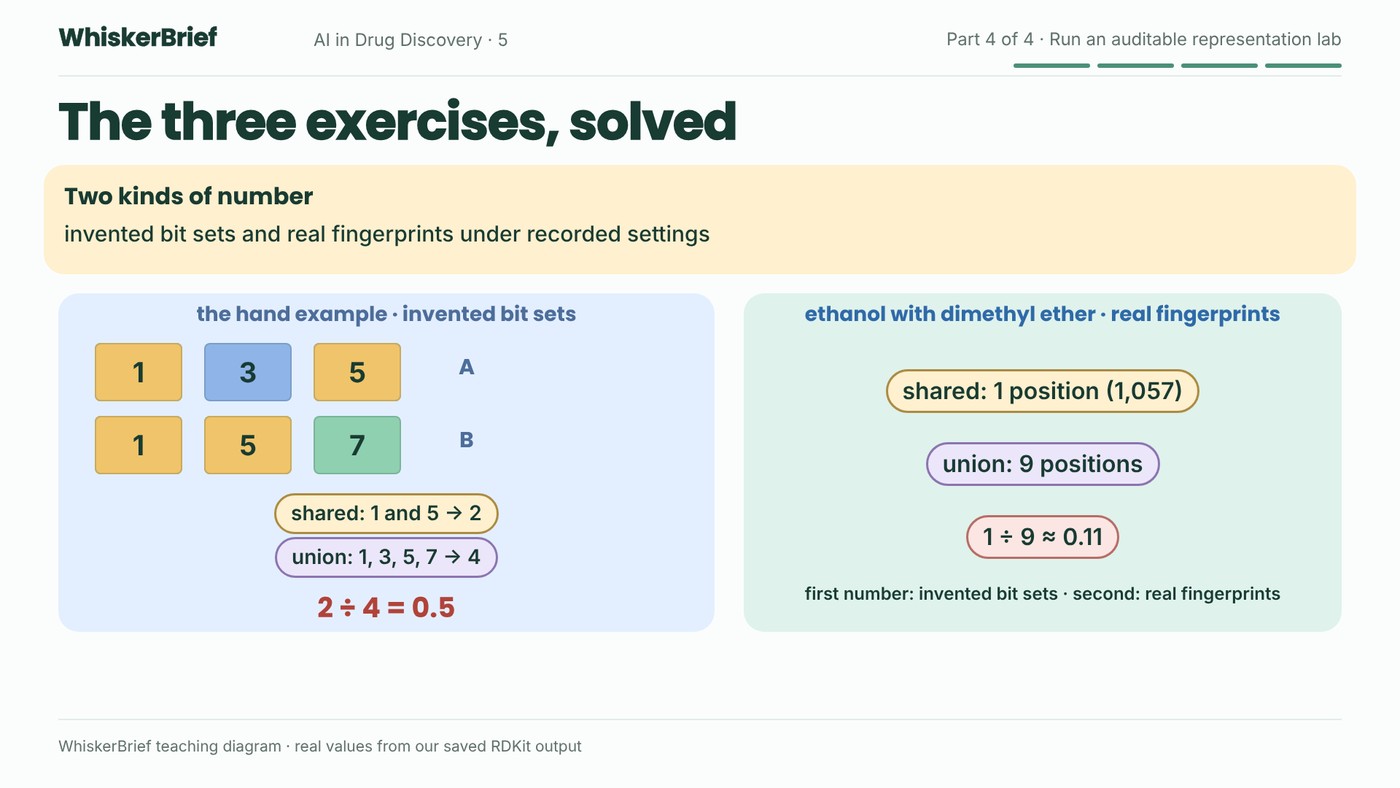 WhiskerBrief
AI in Drug Discovery · 5
Part 4 of 4 · Run an auditable representation lab
The three exercises, solved
Two kinds of number
invented bit sets and real fingerprints under recorded settings
the hand example · invented bit sets
1 3 5 A
1 5 7 B
shared: 1 and 5 → 2
union: 1, 3, 5, 7 → 4
2 ÷ 4 = 0.5
ethanol with dimethyl ether · real fingerprints
shared: 1 position (1,057)
union: 9 positions
1 ÷ 9 ≈ 0.11
first number: invented bit sets · second: real fingerprints
WhiskerBrief teaching diagram · real values from our saved RDKit output